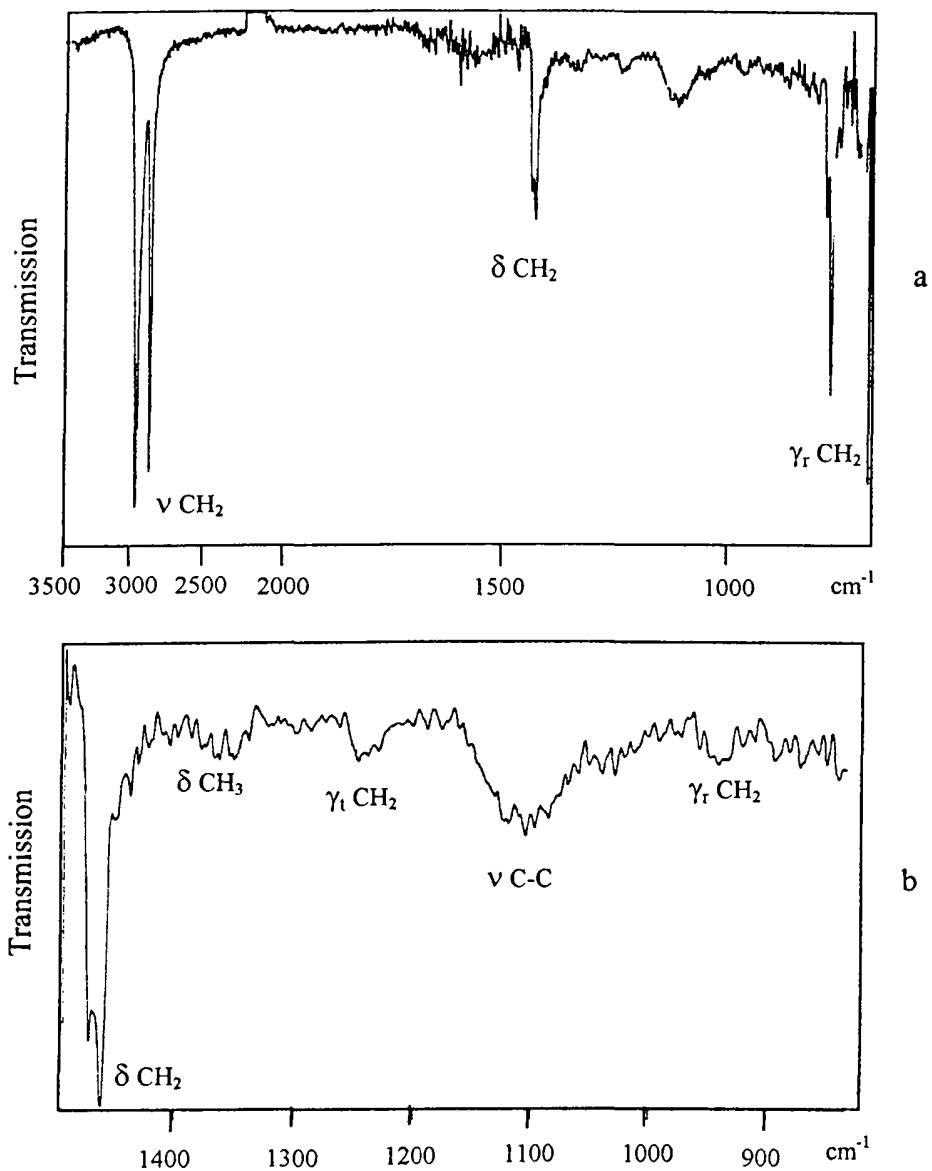 Transmission
δ CH₂
a
γᵣ CH₂
ν CH₂
3500 3000 2500 2000 1500 1000 cm⁻¹
Transmission
δ CH₃
γₜ CH₂
γᵣ CH₂
ν C-C
b
δ CH₂
1400 1300 1200 1100 1000 900 cm⁻¹